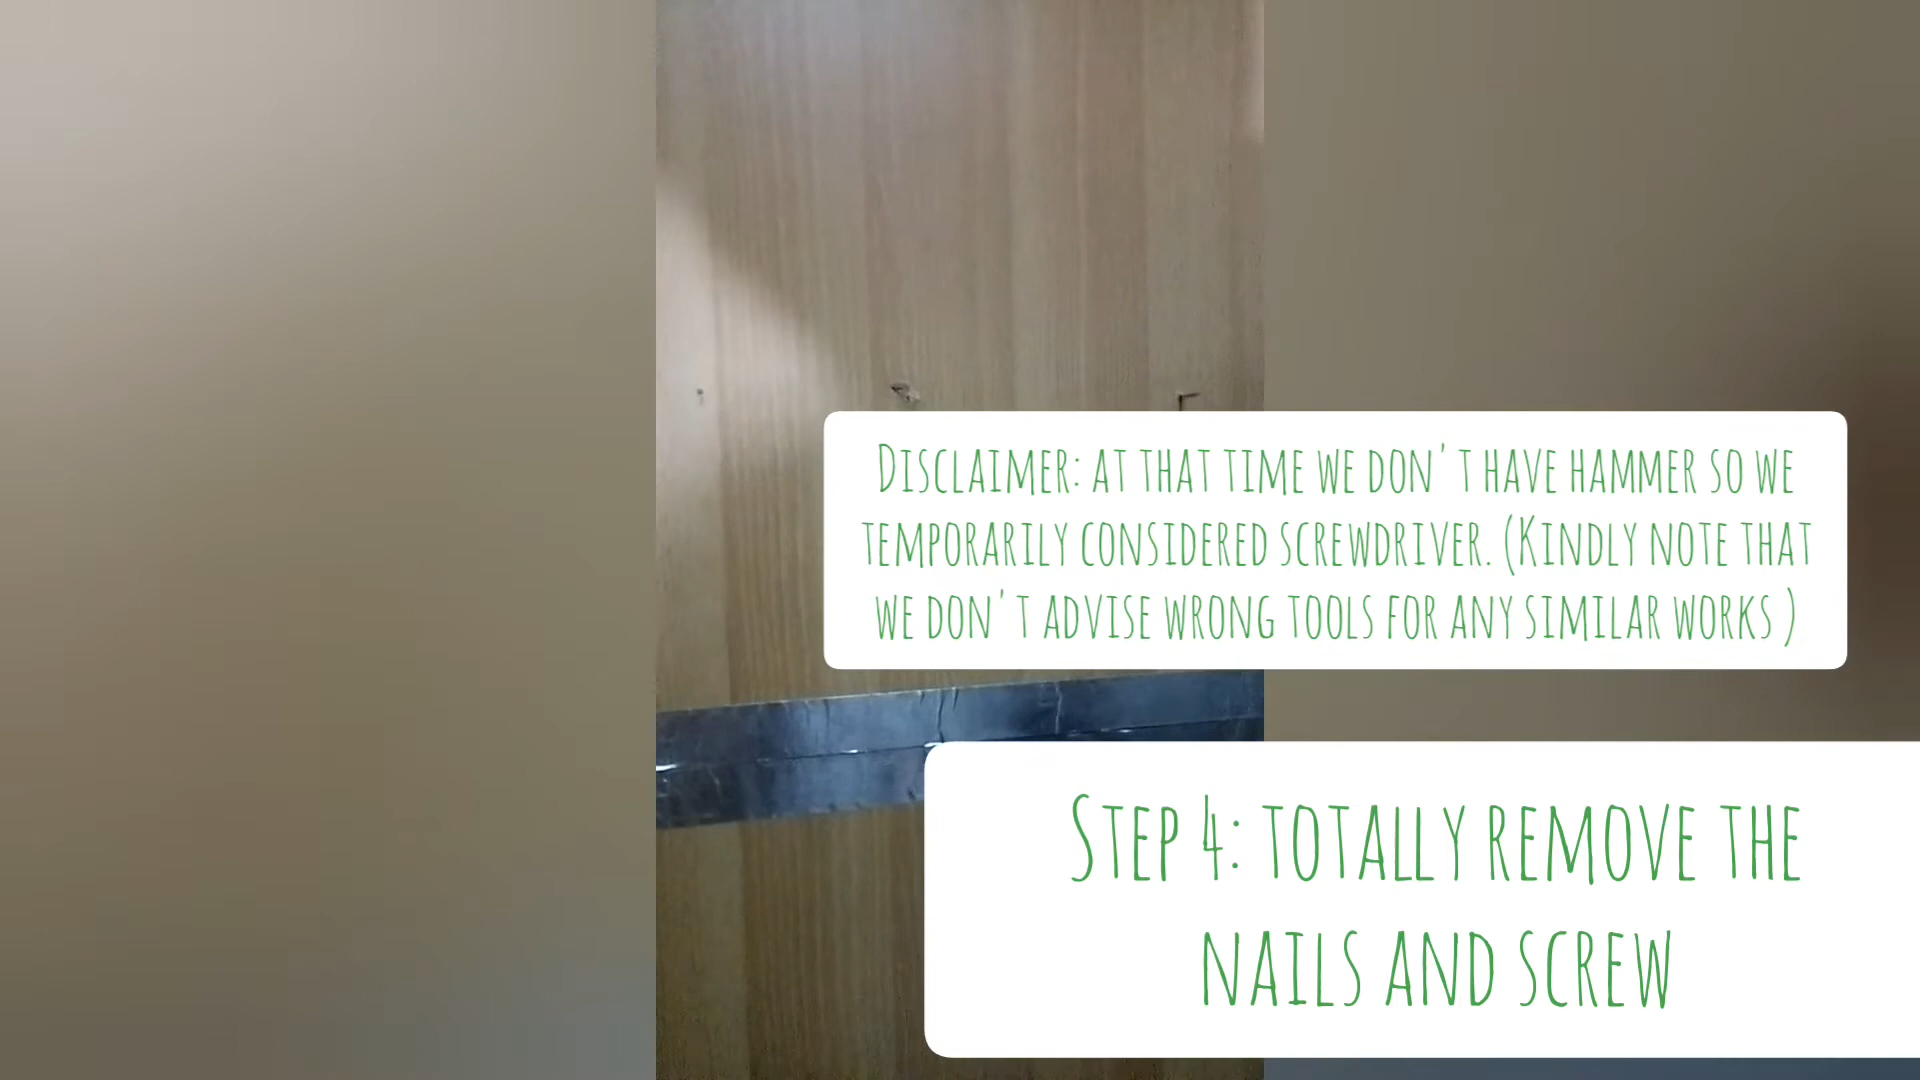 Disclaimer: at that time we don't have hammer so we
temporarily considered screwdriver. (Kindly note that
we don't advise wrong tools for any similar works )
Step 4: totally remove the
nails and screw